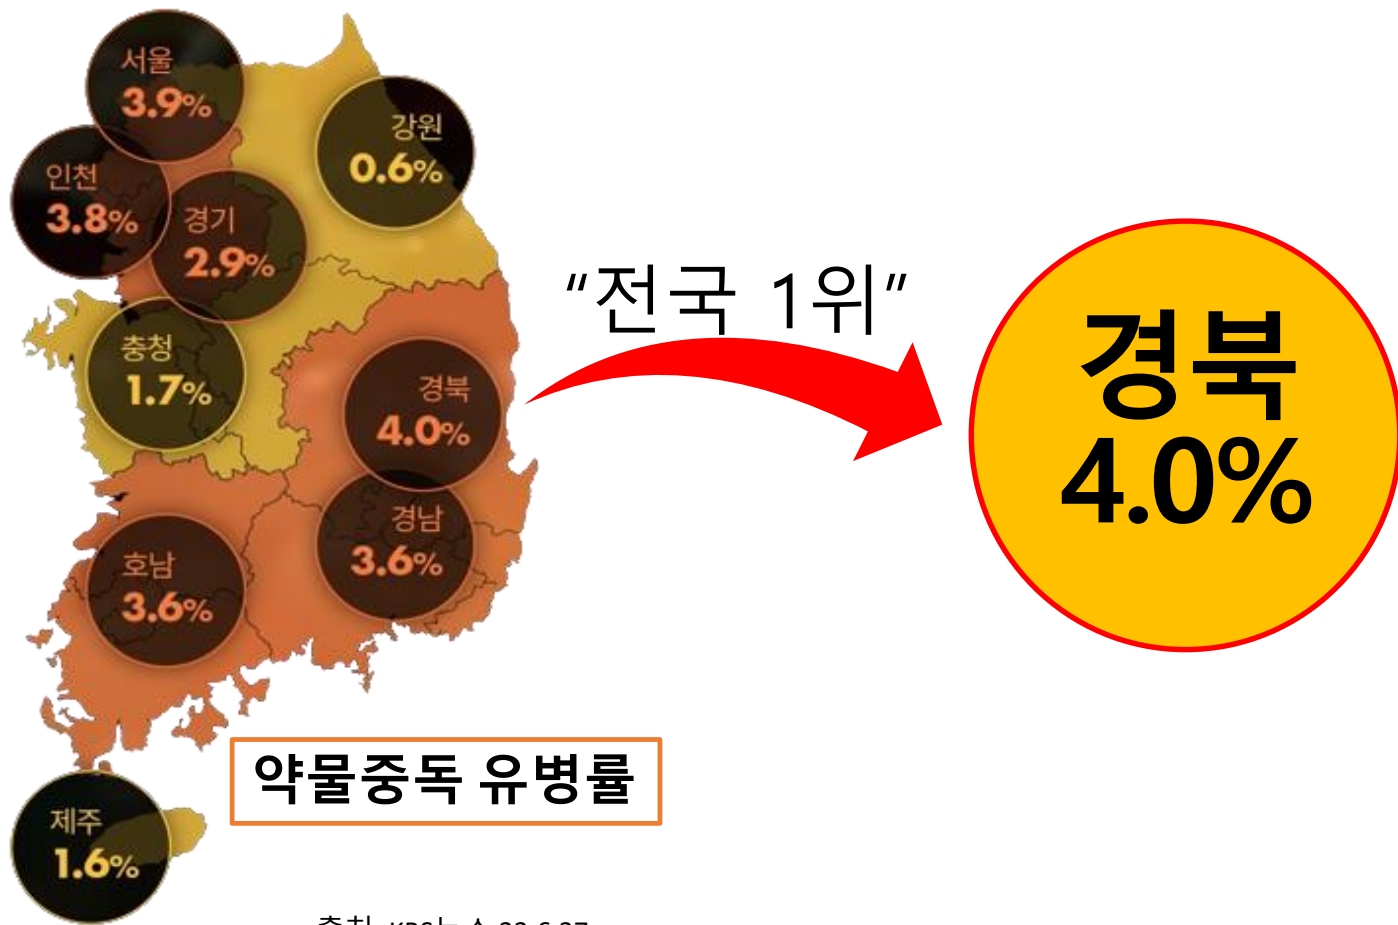 서울
3.9%
강원
0.6%
인천
3.8%
경기
2.9%
충청
1.7%
경북
4.0%
경남
3.6%
호남
3.6%
제주
1.6%
“전국 1위”
경북
4.0%
약물중독 유병률